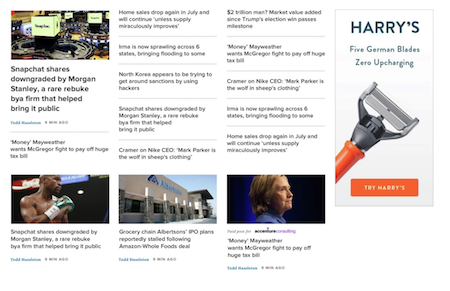 Snapchat shares
downgraded by Morgan
Stanley, a rare rebuke
bya firm that helped
bring it public
Todd Haselton 9 MIN AGO
‘Money’ Mayweather
wants McGregor fight to pay off huge
tax bill
Home sales drop again in July and
will continue ‘unless supply
miraculously improves’
Irma is now sprawling across 6
states, bringing flooding to some
North Korea appears to be trying to
get around sanctions by using
hackers
Snapchat shares downgraded by
Morgan Stanley, a rare rebuke
bya firm that helped
bring it public
Cramer on Nike CEO: ‘Mark Parker is
the wolf in sheep’s clothing’
$2 trillion man? Market value added
since Trump’s election win passes
milestone
‘Money’ Mayweather
wants McGregor fight to pay off huge
tax bill
Cramer on Nike CEO: ‘Mark Parker is
the wolf in sheep’s clothing’
Irma is now sprawling across 6
states, bringing flooding to some
Home sales drop again in July and
will continue ‘unless supply
miraculously improves’
HARRY’S
Five German Blades
Zero Upcharging
TRY HARRY’S
Snapchat shares downgraded by
Morgan Stanley, a rare rebuke
bya firm that helped bring it public
Todd Haselton 9 MIN AGO
Albertsons
Grocery chain Albertsons’ IPO plans
reportedly stalled following
Amazon-Whole Foods deal
Todd Haselton 9 MIN AGO
Paid post for accentureconsulting
‘Money’ Mayweather
wants McGregor fight to pay off huge
tax bill
Todd Haselton 9 MIN AGO